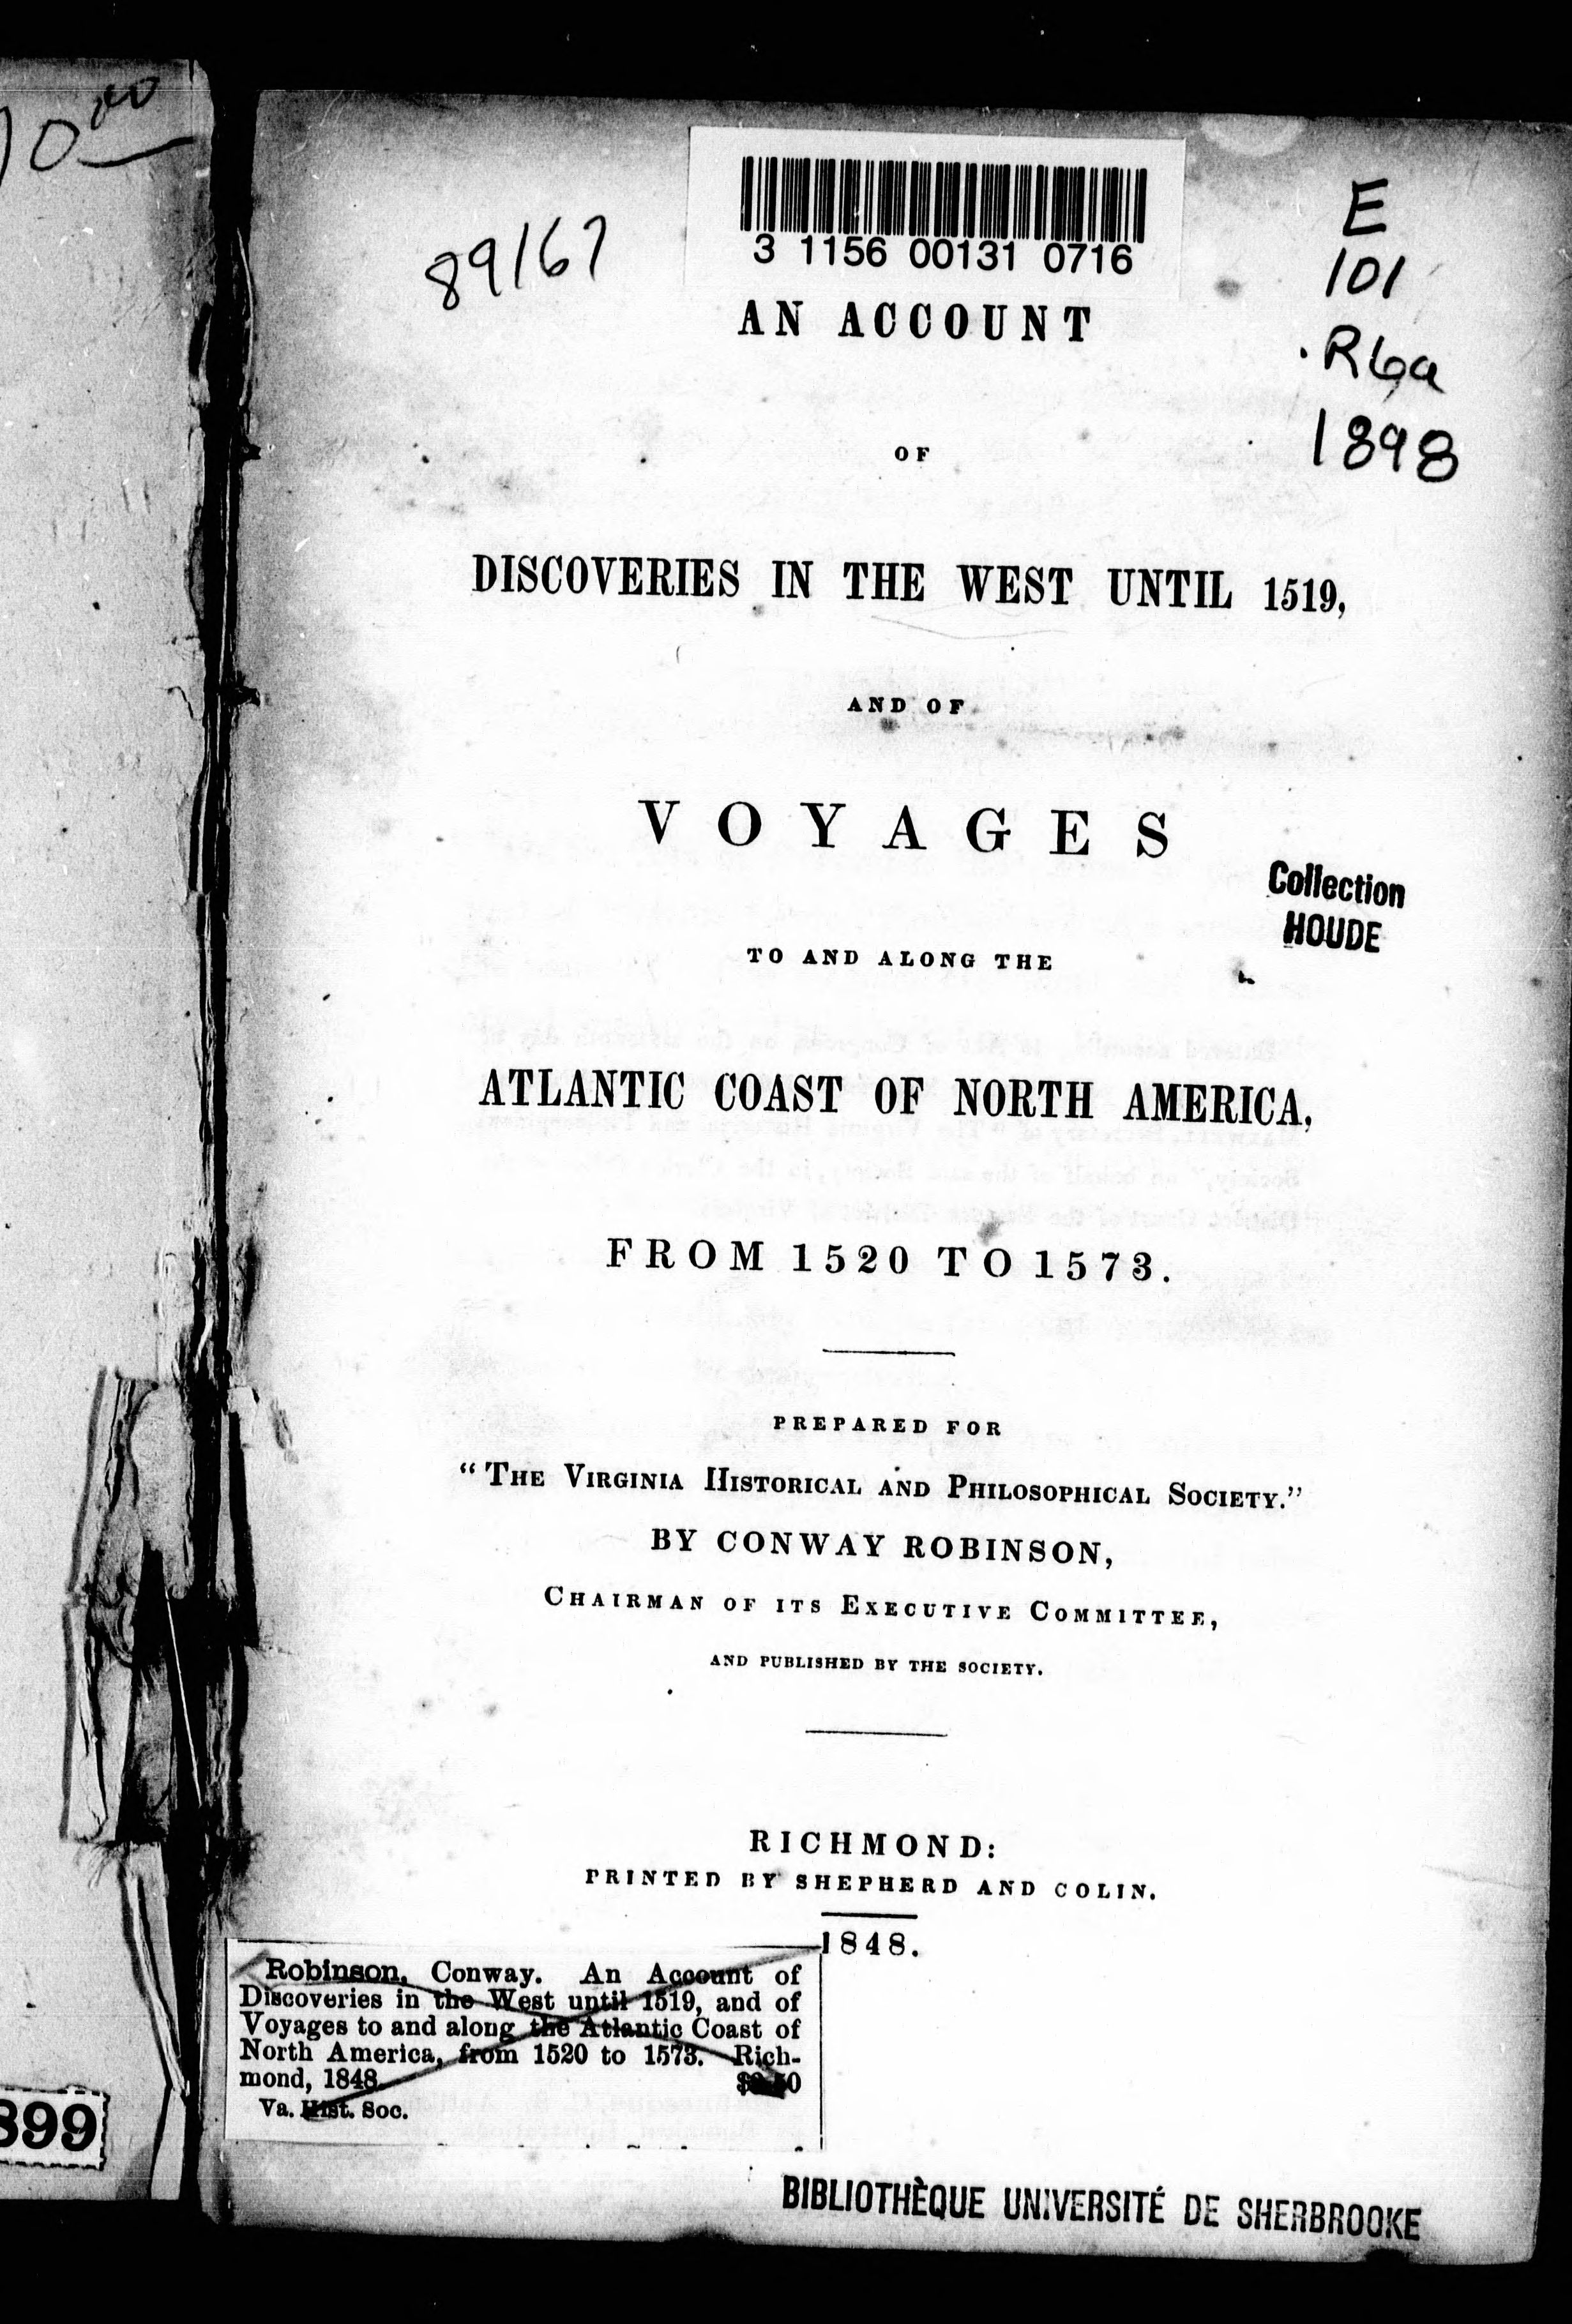 3 1156 00131 0716
89167
E
101
.R6a
1898
AN ACCOUNT
OF
DISCOVERIES IN THE WEST UNTIL 1519,
AND OF
VOYAGES
Collection
HOUDE
TO AND ALONG THE
ATLANTIC COAST OF NORTH AMERICA,
FROM 1520 TO 1573.
PREPARED FOR
"THE VIRGINIA HISTORICAL AND PHILOSOPHICAL SOCIETY."
BY CONWAY ROBINSON,
CHAIRMAN OF ITS EXECUTIVE COMMITTEE,
AND PUBLISHED BY THE SOCIETY.
RICHMOND:
PRINTED BY SHEPHERD AND COLIN.
1848.
Robinson, Conway. An Account of
Discoveries in the West until 1519, and of
Voyages to and along the Atlantic Coast of
North America, from 1520 to 1573. Rich-
mond, 1848
Va. Hist. Soc.
899
BIBLIOTHÈQUE UNIVERSITÉ DE SHERBROOKE